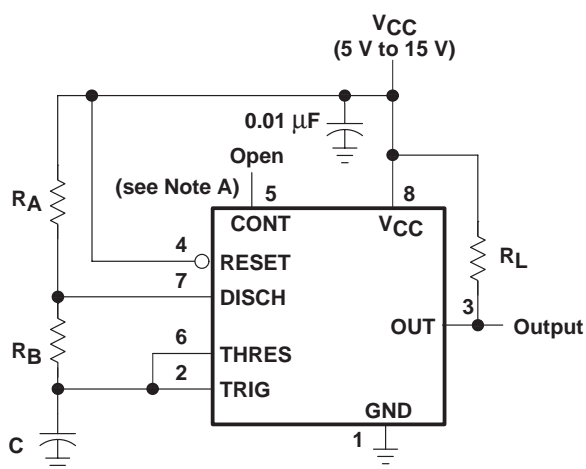 VCC
(5 V to 15 V)
0.01 μF
Open
(see Note A)
5
8
RA
CONT
VCC
4
RESET
RL
7
DISCH
3
OUT
Output
RB
6
THRES
2
TRIG
GND
C
1